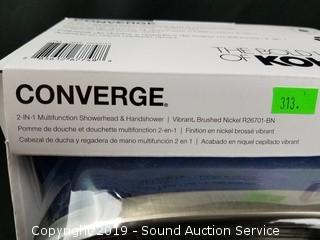 THE BOLD L
OF KO
CONVERGE®
313.
2-IN-1 Multifunction Showerhead & Handshower | Vibrant® Brushed Nickel R26701-BN
Pomme de douche et douchette multifonction 2-en-1 | Finition en nickel brossé vibrant
Cabezal de ducha y regadera de mano multifunción 2 en 1 | Acabado en níquel cepillado vibrant
Copyright 2019 - Sound Auction Service